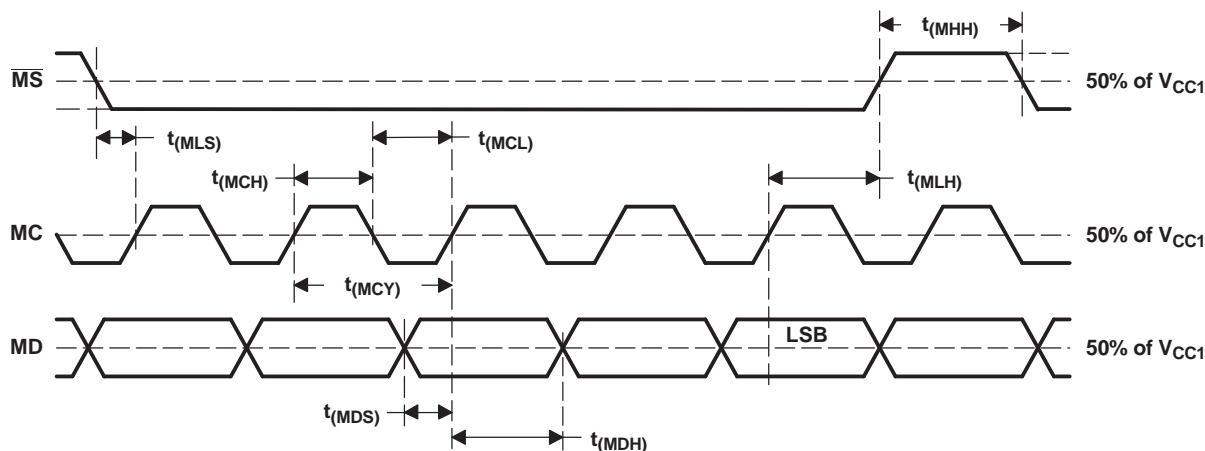 t(MHH)
M̅S̅ 50% of VCC1
t(MLS) t(MCL)
t(MCH) t(MLH)
MC 50% of VCC1
t(MCY)
MD LSB 50% of VCC1
t(MDS)
t(MDH)